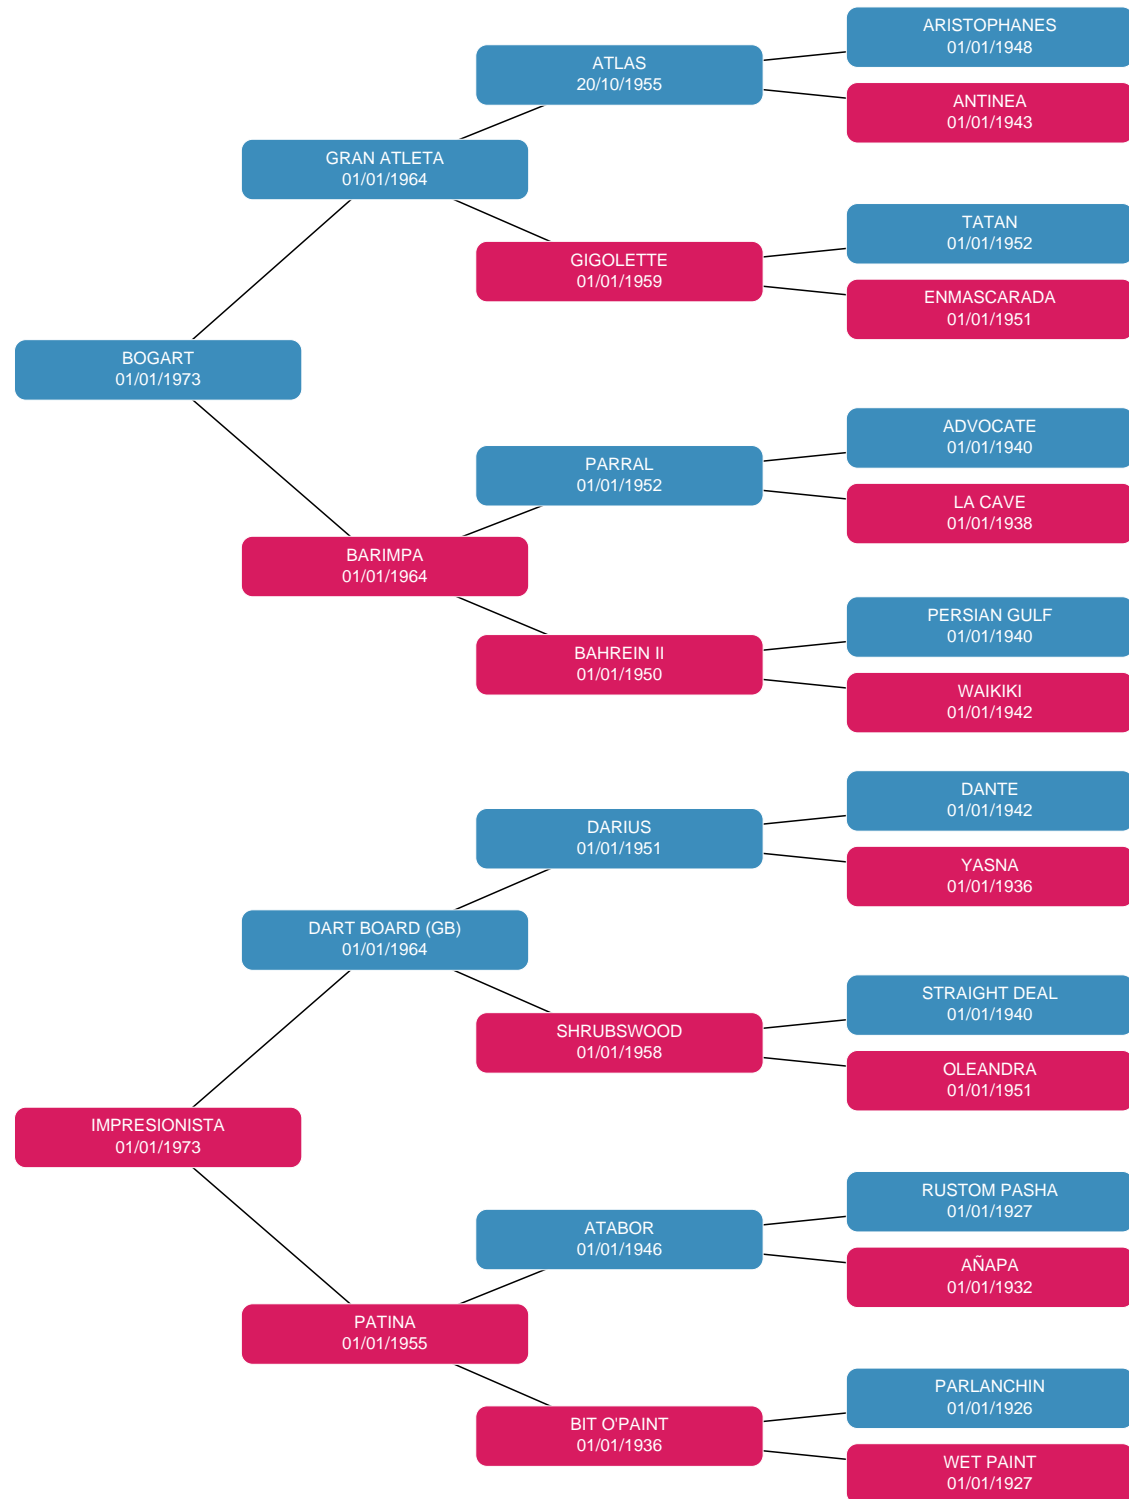 ARISTOPHANES
01/01/1948
ATLAS
20/10/1955
ANTINEA
01/01/1943
GRAN ATLETA
01/01/1964
TATAN
01/01/1952
GIGOLETTE
01/01/1959
ENMASCARADA
01/01/1951
BOGART
01/01/1973
ADVOCATE
01/01/1940
PARRAL
01/01/1952
LA CAVE
01/01/1938
BARIMPA
01/01/1964
PERSIAN GULF
01/01/1940
BAHREIN II
01/01/1950
WAIKIKI
01/01/1942
DANTE
01/01/1942
DARIUS
01/01/1951
YASNA
01/01/1936
DART BOARD (GB)
01/01/1964
STRAIGHT DEAL
01/01/1940
SHRUBSWOOD
01/01/1958
OLEANDRA
01/01/1951
IMPRESIONISTA
01/01/1973
RUSTOM PASHA
01/01/1927
ATABOR
01/01/1946
AÑAPA
01/01/1932
PATINA
01/01/1955
PARLANCHIN
01/01/1926
BIT O'PAINT
01/01/1936
WET PAINT
01/01/1927